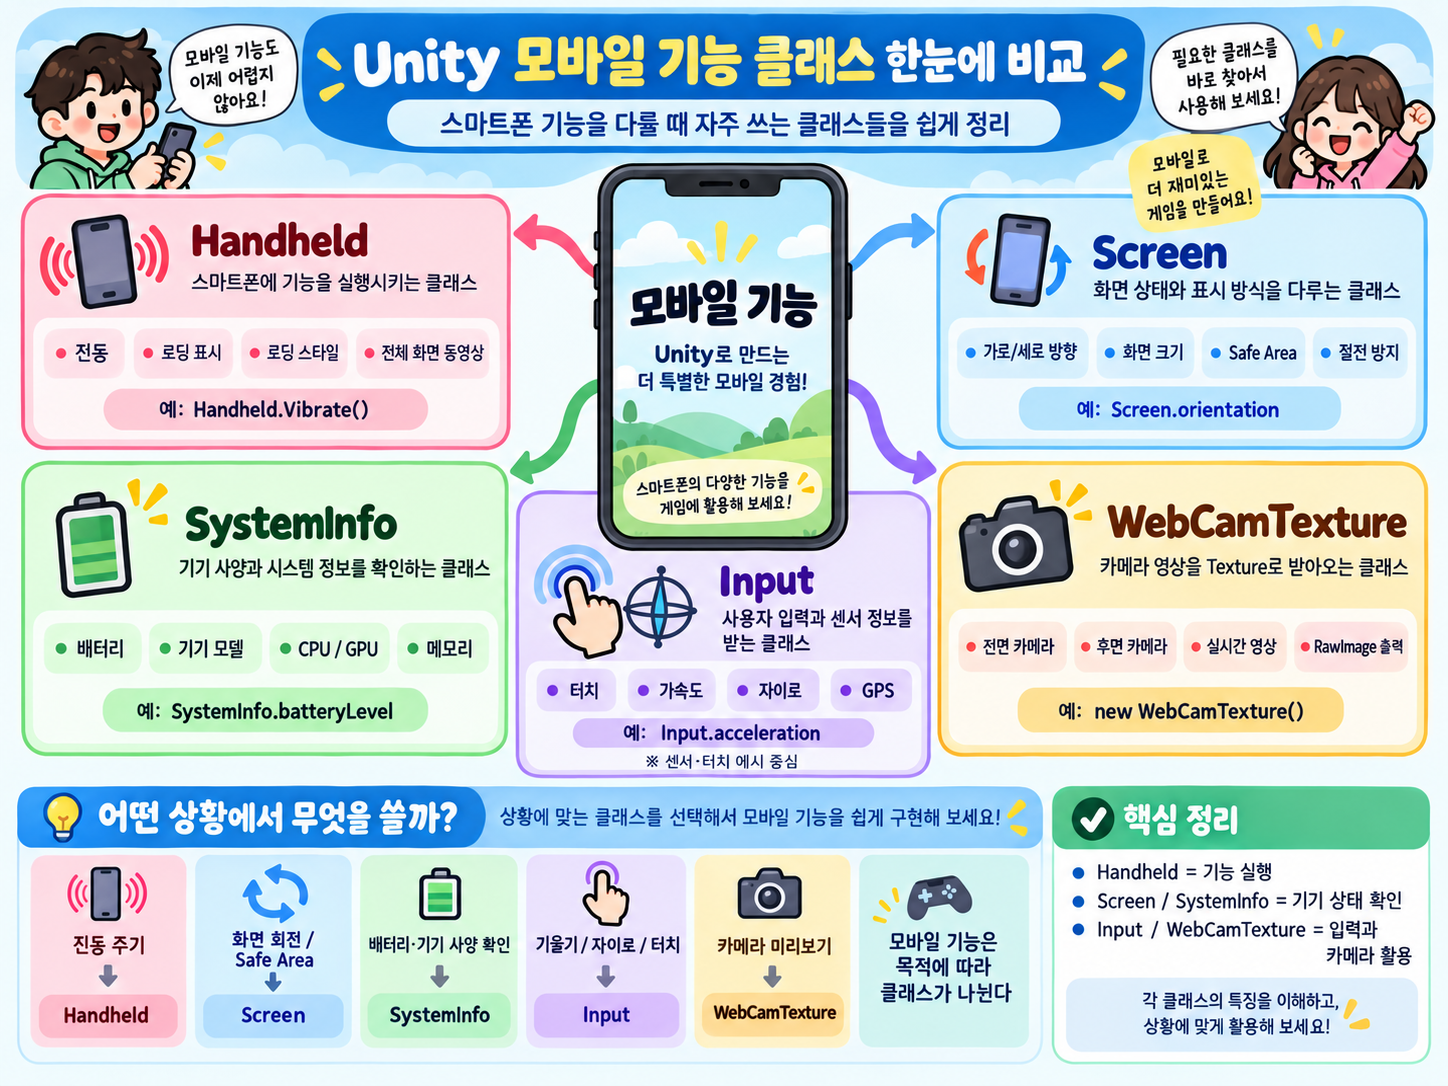 모바일 기능도
이제 어렵지
않아요!
Unity 모바일 기능 클래스 한눈에 비교
스마트폰 기능을 다룰 때 자주 쓰는 클래스들을 쉽게 정리
필요한 클래스를
바로 찾아서
사용해 보세요!
모바일로
더 재미있는
게임을 만들어요!
Handheld
스마트폰에 기능을 실행시키는 클래스
전동
로딩 표시
로딩 스타일
전체 화면 동영상
예: Handheld.Vibrate()
모바일 기능
Unity로 만드는
더 특별한 모바일 경험!
스마트폰의 다양한 기능을
게임에 활용해 보세요!
Screen
화면 상태와 표시 방식을 다루는 클래스
가로/세로 방향
화면 크기
Safe Area
절전 방지
예: Screen.orientation
SystemInfo
기기 사양과 시스템 정보를 확인하는 클래스
배터리
기기 모델
CPU / GPU
메모리
예: SystemInfo.batteryLevel
Input
사용자 입력과 센서 정보를
받는 클래스
터치
가속도
자이로
GPS
예: Input.acceleration
※ 센서·터치 에시 중심
WebCamTexture
카메라 영상을 Texture로 받아오는 클래스
전면 카메라
후면 카메라
실시간 영상
RawImage 출력
예: new WebCamTexture()
어떤 상황에서 무엇을 쓸까?
상황에 맞는 클래스를 선택해서 모바일 기능을 쉽게 구현해 보세요!
진동 주기
Handheld
화면 회전 /
Safe Area
Screen
배터리·기기 사양 확인
SystemInfo
기울기 / 자이로 / 터치
Input
카메라 미리보기
WebCamTexture
모바일 기능은
목적에 따라
클래스가 나뉜다
핵심 정리
Handheld = 기능 실행
Screen / SystemInfo = 기기 상태 확인
Input / WebCamTexture = 입력과
카메라 활용
각 클래스의 특징을 이해하고,
상황에 맞게 활용해 보세요!